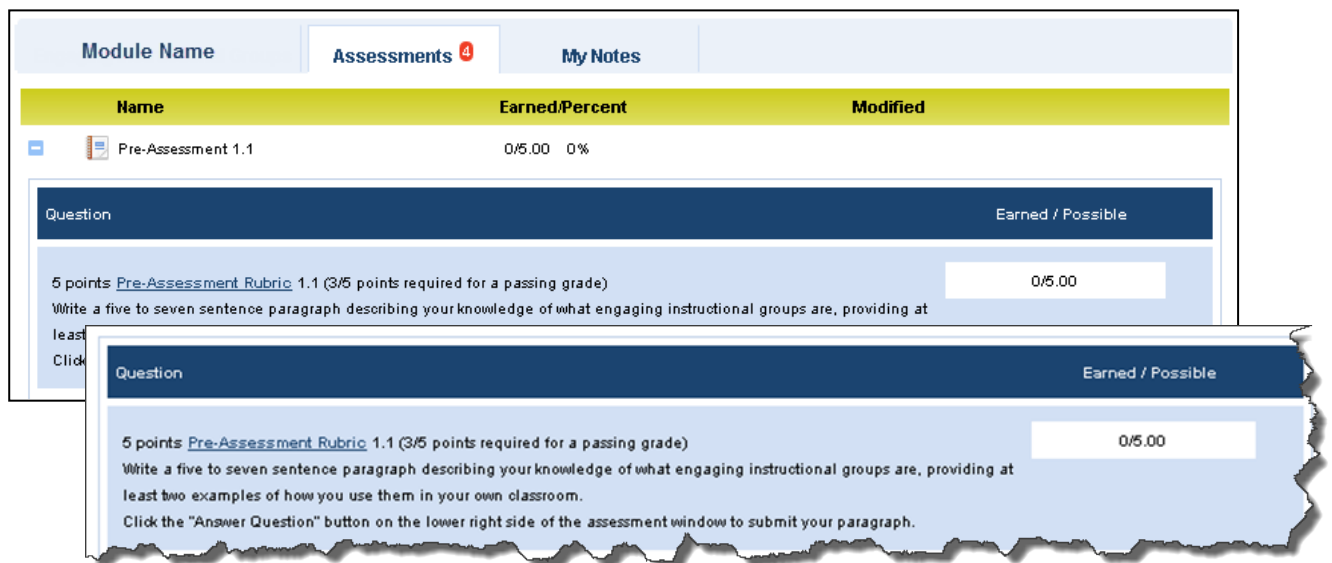 Module Name Assessments 4 My Notes
Name Earned/Percent Modified
Pre-Assessment 1.1 0/5.00 0%
Question Earned / Possible
5 points Pre-Assessment Rubric 1.1 (3/5 points required for a passing grade) 0/5.00
Write a five to seven sentence paragraph describing your knowledge of what engaging instructional groups are, providing at
least
Click
Question Earned / Possible
5 points Pre-Assessment Rubric 1.1 (3/5 points required for a passing grade) 0/5.00
Write a five to seven sentence paragraph describing your knowledge of what engaging instructional groups are, providing at
least two examples of how you use them in your own classroom.
Click the "Answer Question" button on the lower right side of the assessment window to submit your paragraph.